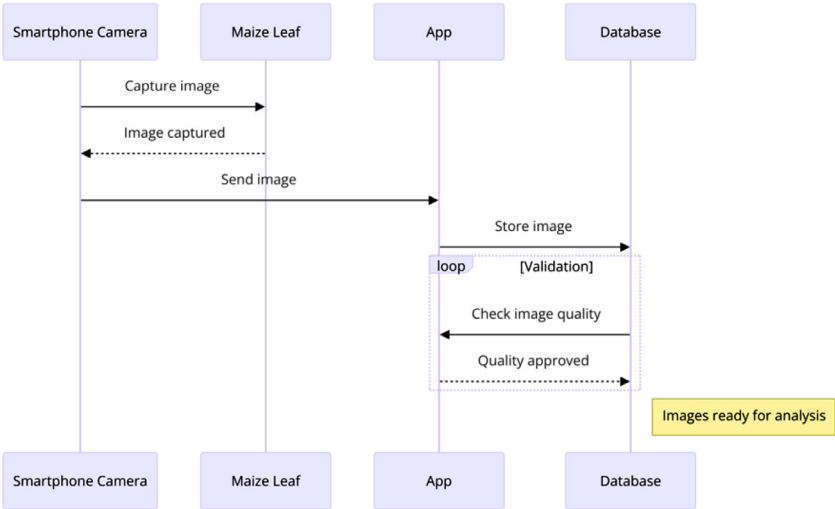 Smartphone Camera
Maize Leaf
App
Database
Capture image
Image captured
Send image
Store image
loop
[Validation]
Check image quality
Quality approved
Images ready for analysis
Smartphone Camera
Maize Leaf
App
Database